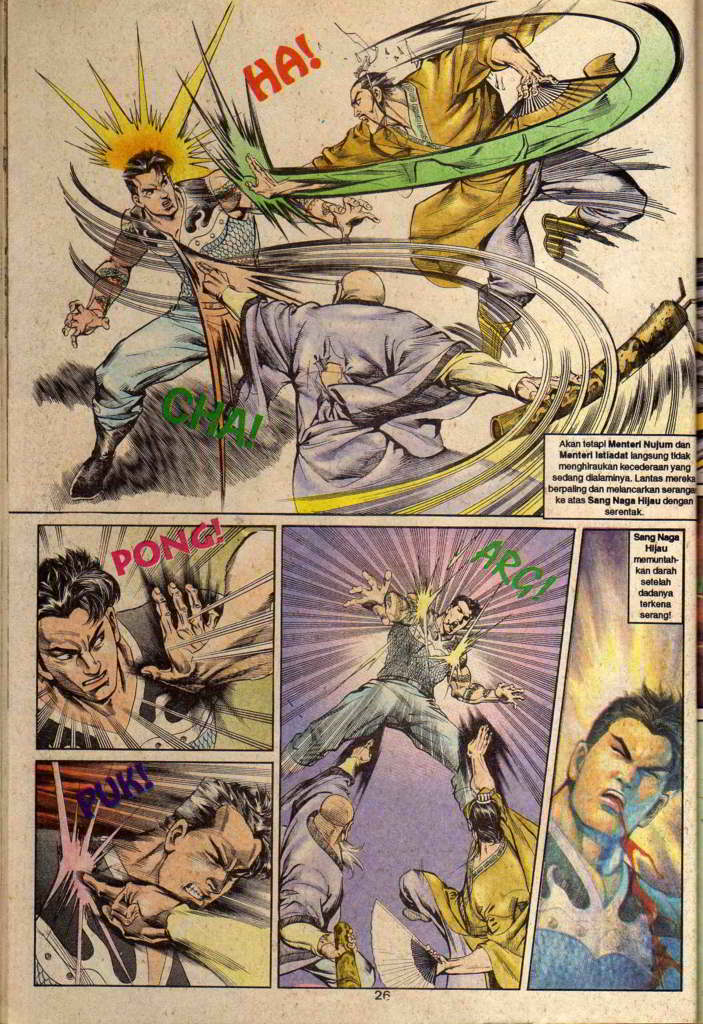 HA!
CHA!
Akan tetapi Menteri Nujum dan
Menteri Istiadat langsung tidak
menghiraukan kecederaan yang
sedang dialaminya. Lantas mereka
berpaling dan melancarkan serangan
ke atas Sang Naga Hijau dengan
serentak.
PONG!
PUK!
ARG!
Sang Naga
Hijau
memuntah-
kan darah
setelah
dadanya
terkena
serang!
26